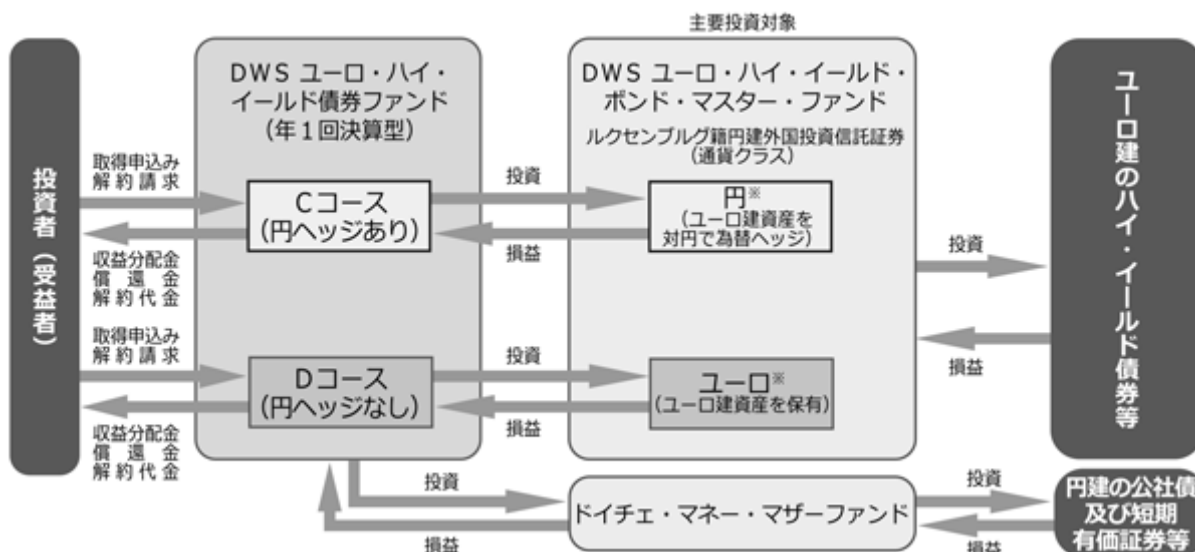 主要投資対象
投資者（受益者）
取得申込み
解約請求
収益分配金
償還金
解約代金
取得申込み
解約請求
収益分配金
償還金
解約代金
DWS ユーロ・ハイ・
イールド債券ファンド
（年１回決算型）
Cコース
（円ヘッジあり）
Dコース
（円ヘッジなし）
投資
損益
投資
損益
DWS ユーロ・ハイ・イールド・
ボンド・マスター・ファンド
ルクセンブルグ籍円建外国投資信託証券
（通貨クラス）
円※
（ユーロ建資産を
対円で為替ヘッジ）
ユーロ※
（ユーロ建資産を保有）
投資
損益
ユーロ建のハイ・イールド債券等
投資
損益
ドイチェ・マネー・マザーファンド
投資
損益
円建の公社債
及び短期
有価証券等